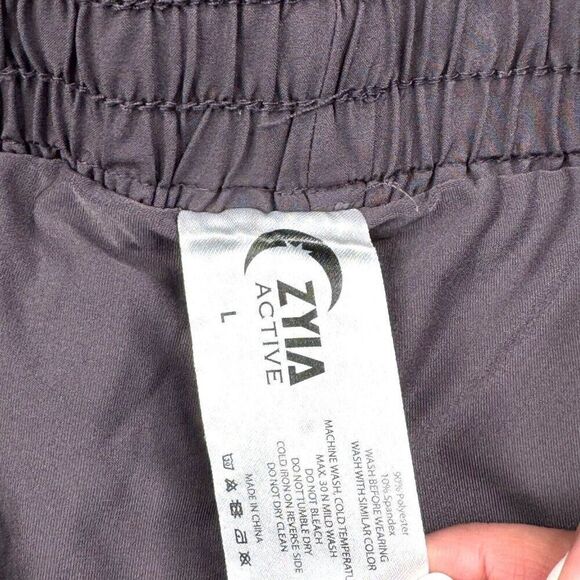 ZYIA
ACTIVE
L
90% Polyester
10% Spandex
WASH BEFORE WEARING
WASH WITH SIMILAR COLOR
MACHINE WASH, COLD TEMPERATU
MAX. 30 N MILD WASH
DO NOT BLEACH
DO NOT TUMBLE DRY
COLD IRON ON REVERSE SIDE
DO NOT DRY CLEAN
MADE IN CHINA